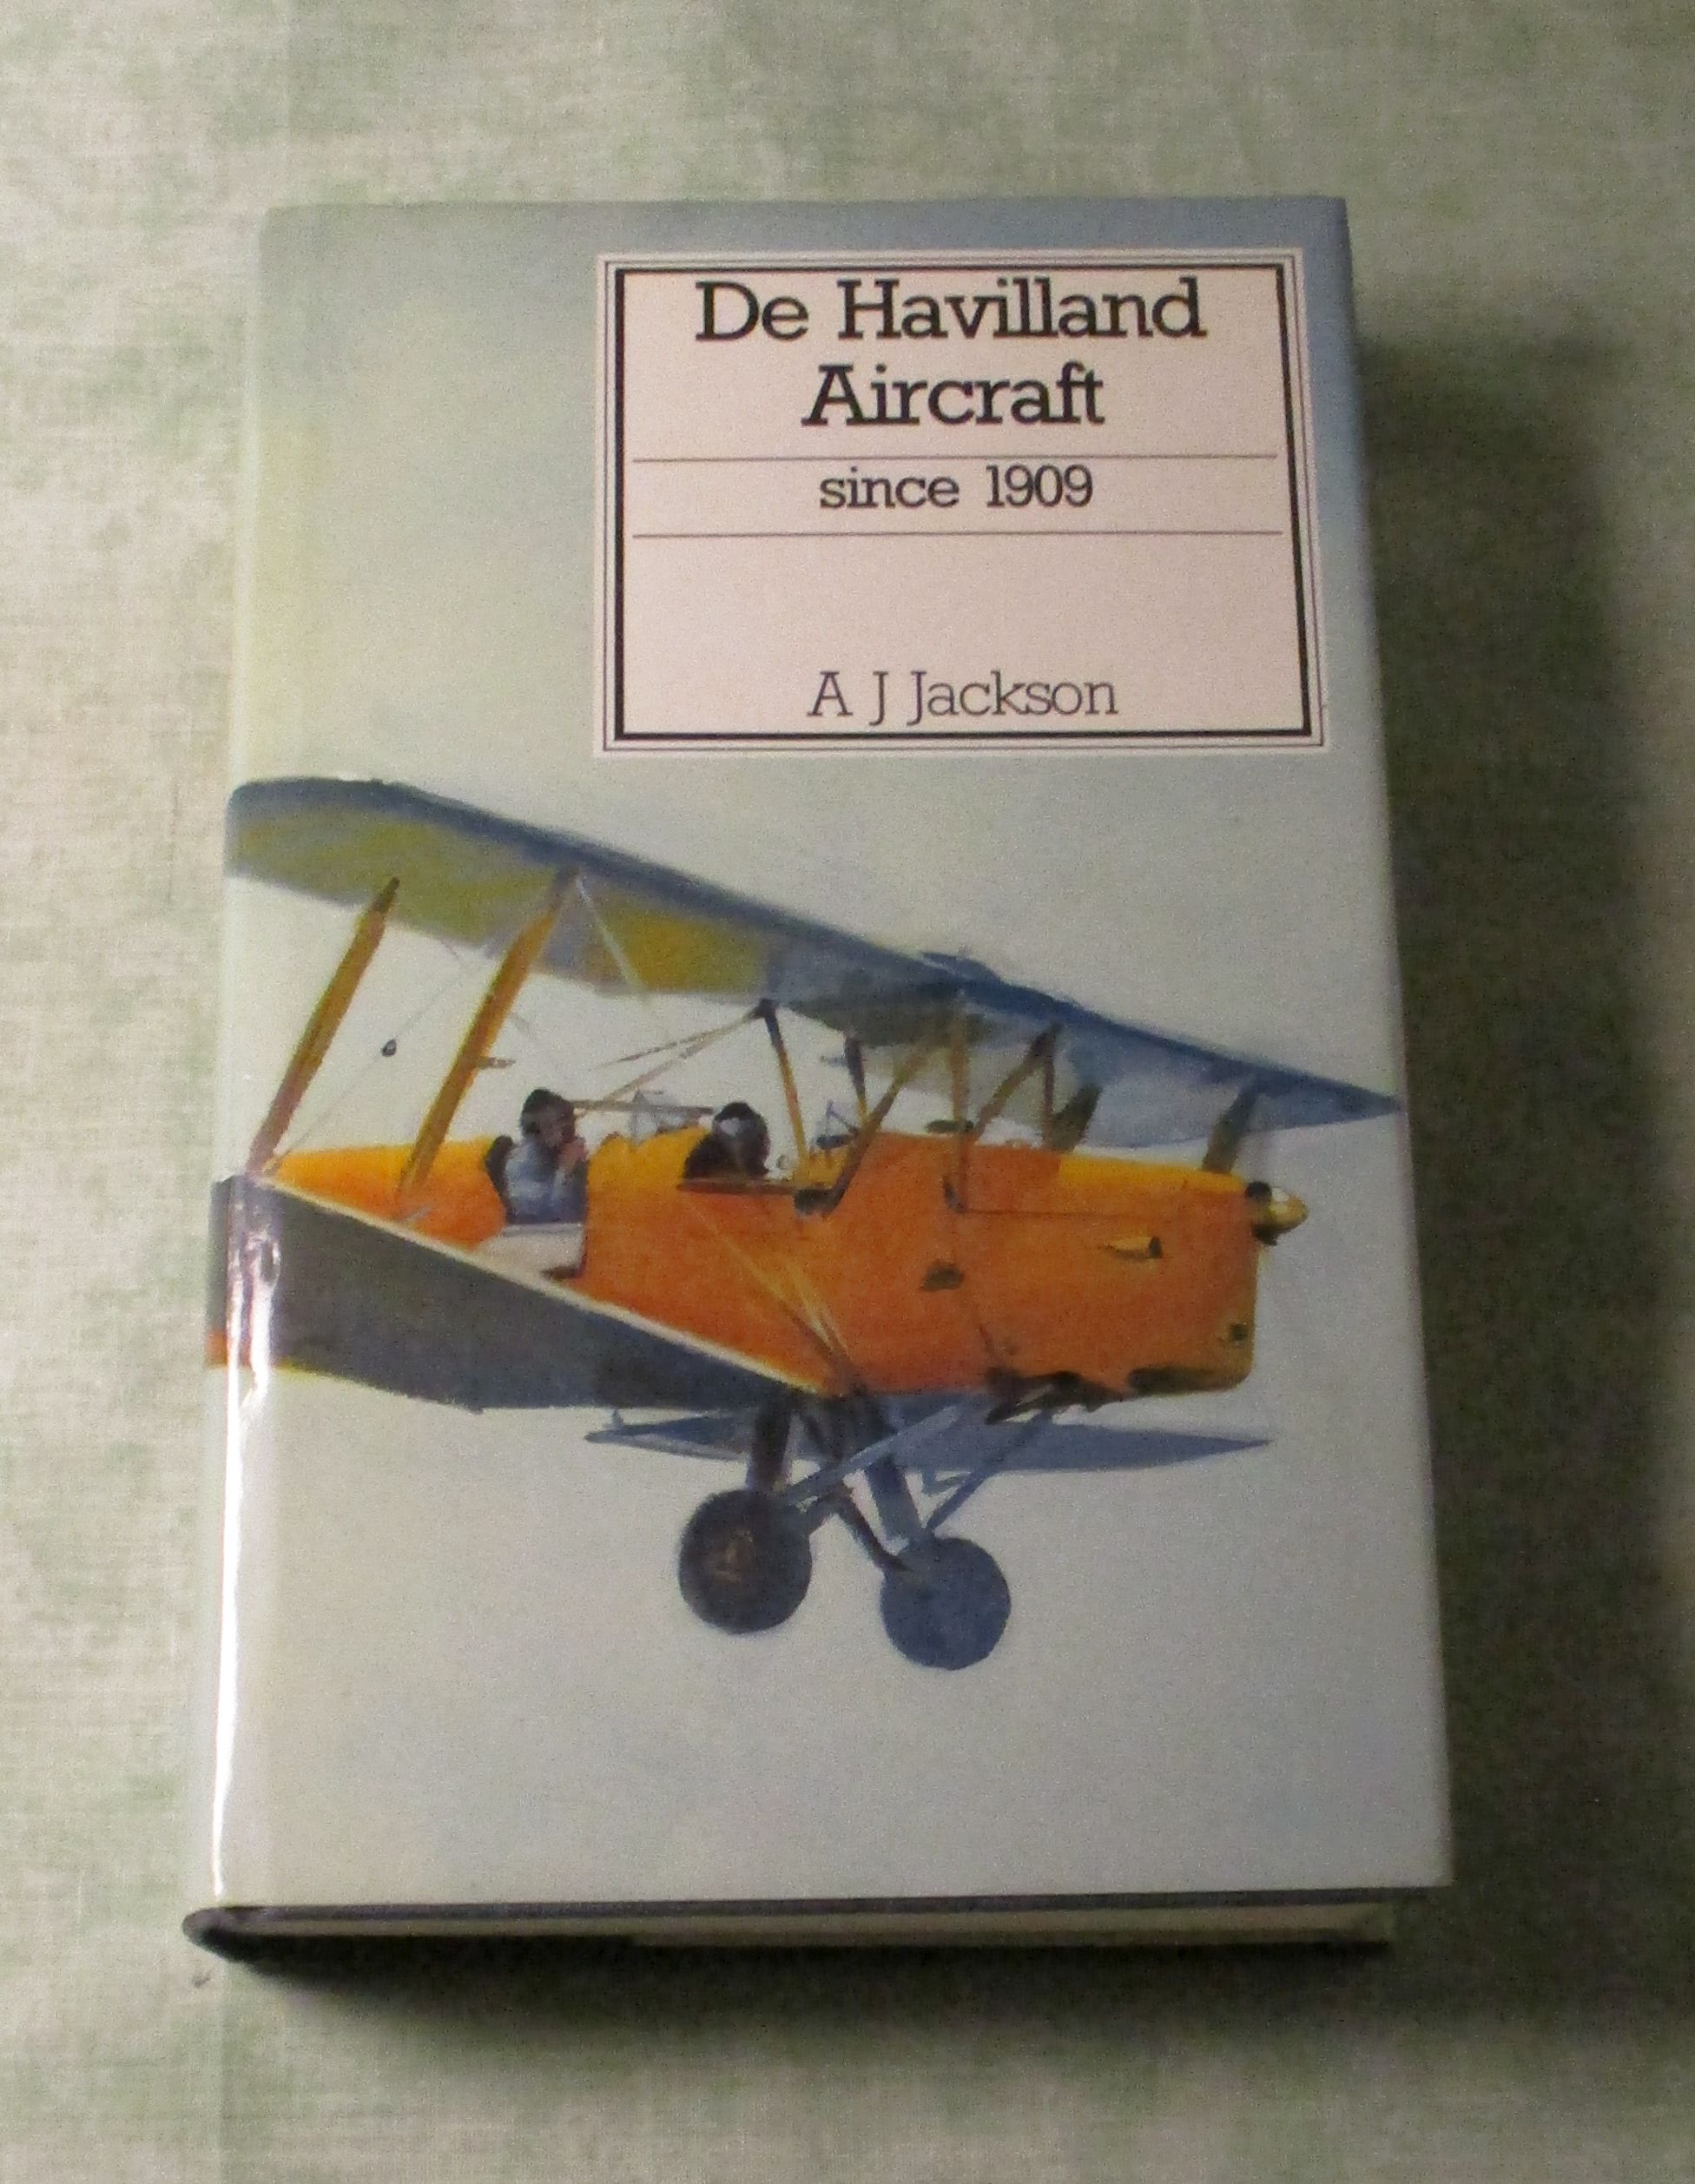 De Havilland
Aircraft
since 1909
A J Jackson